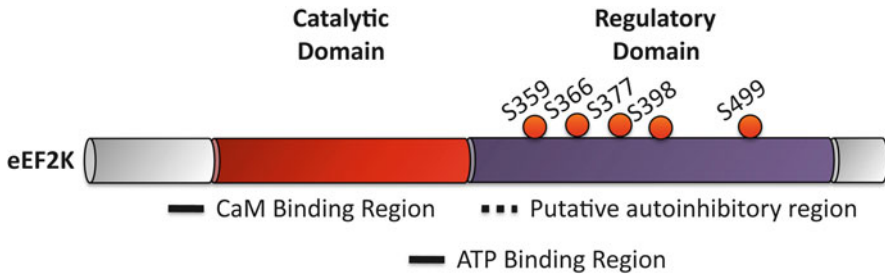 Catalytic Domain
Regulatory Domain
S359 S366 S377 S398 S499
eEF2K
CaM Binding Region
Putative autoinhibitory region
ATP Binding Region